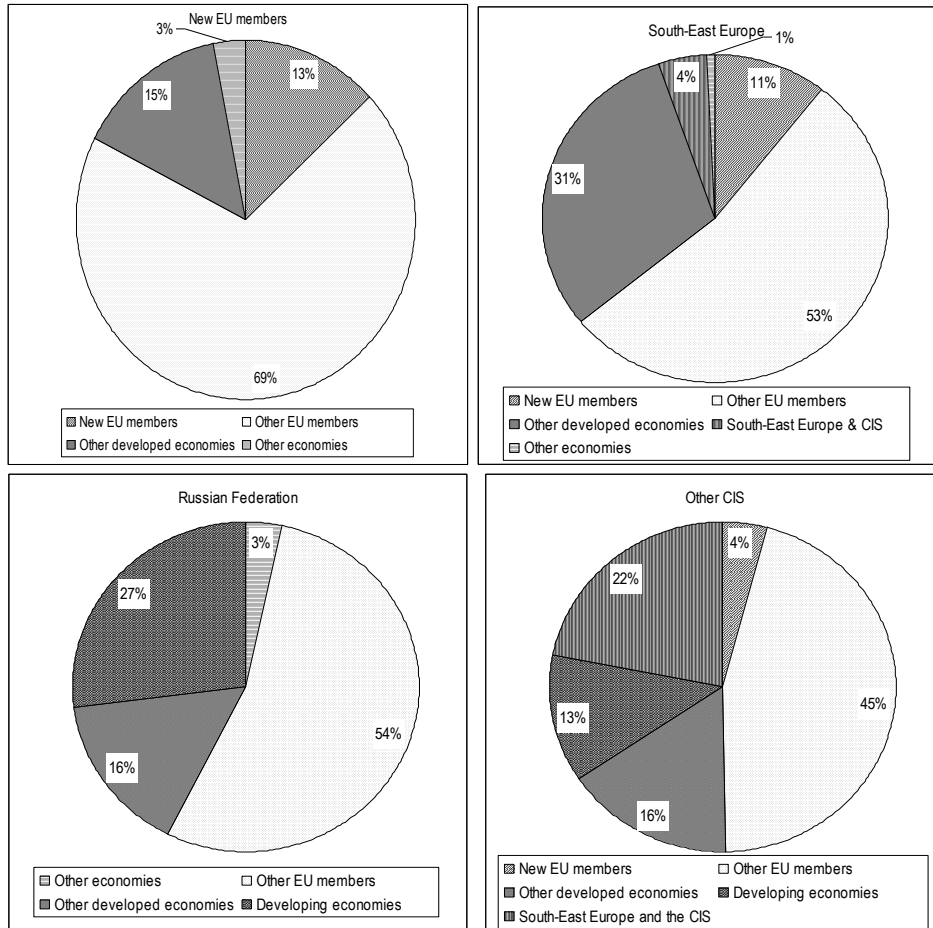 New EU members
3%
13%
15%
69%
New EU members Other EU members
Other developed economies Other economies
South-East Europe
1%
4%
11%
31%
53%
New EU members Other EU members
Other developed economies South-East Europe & CIS
Other economies
Russian Federation
3%
27%
54%
16%
Other economies Other EU members
Other developed economies Developing economies
Other CIS
4%
22%
45%
13%
16%
New EU members Other EU members
Other developed economies Developing economies
South-East Europe and the CIS